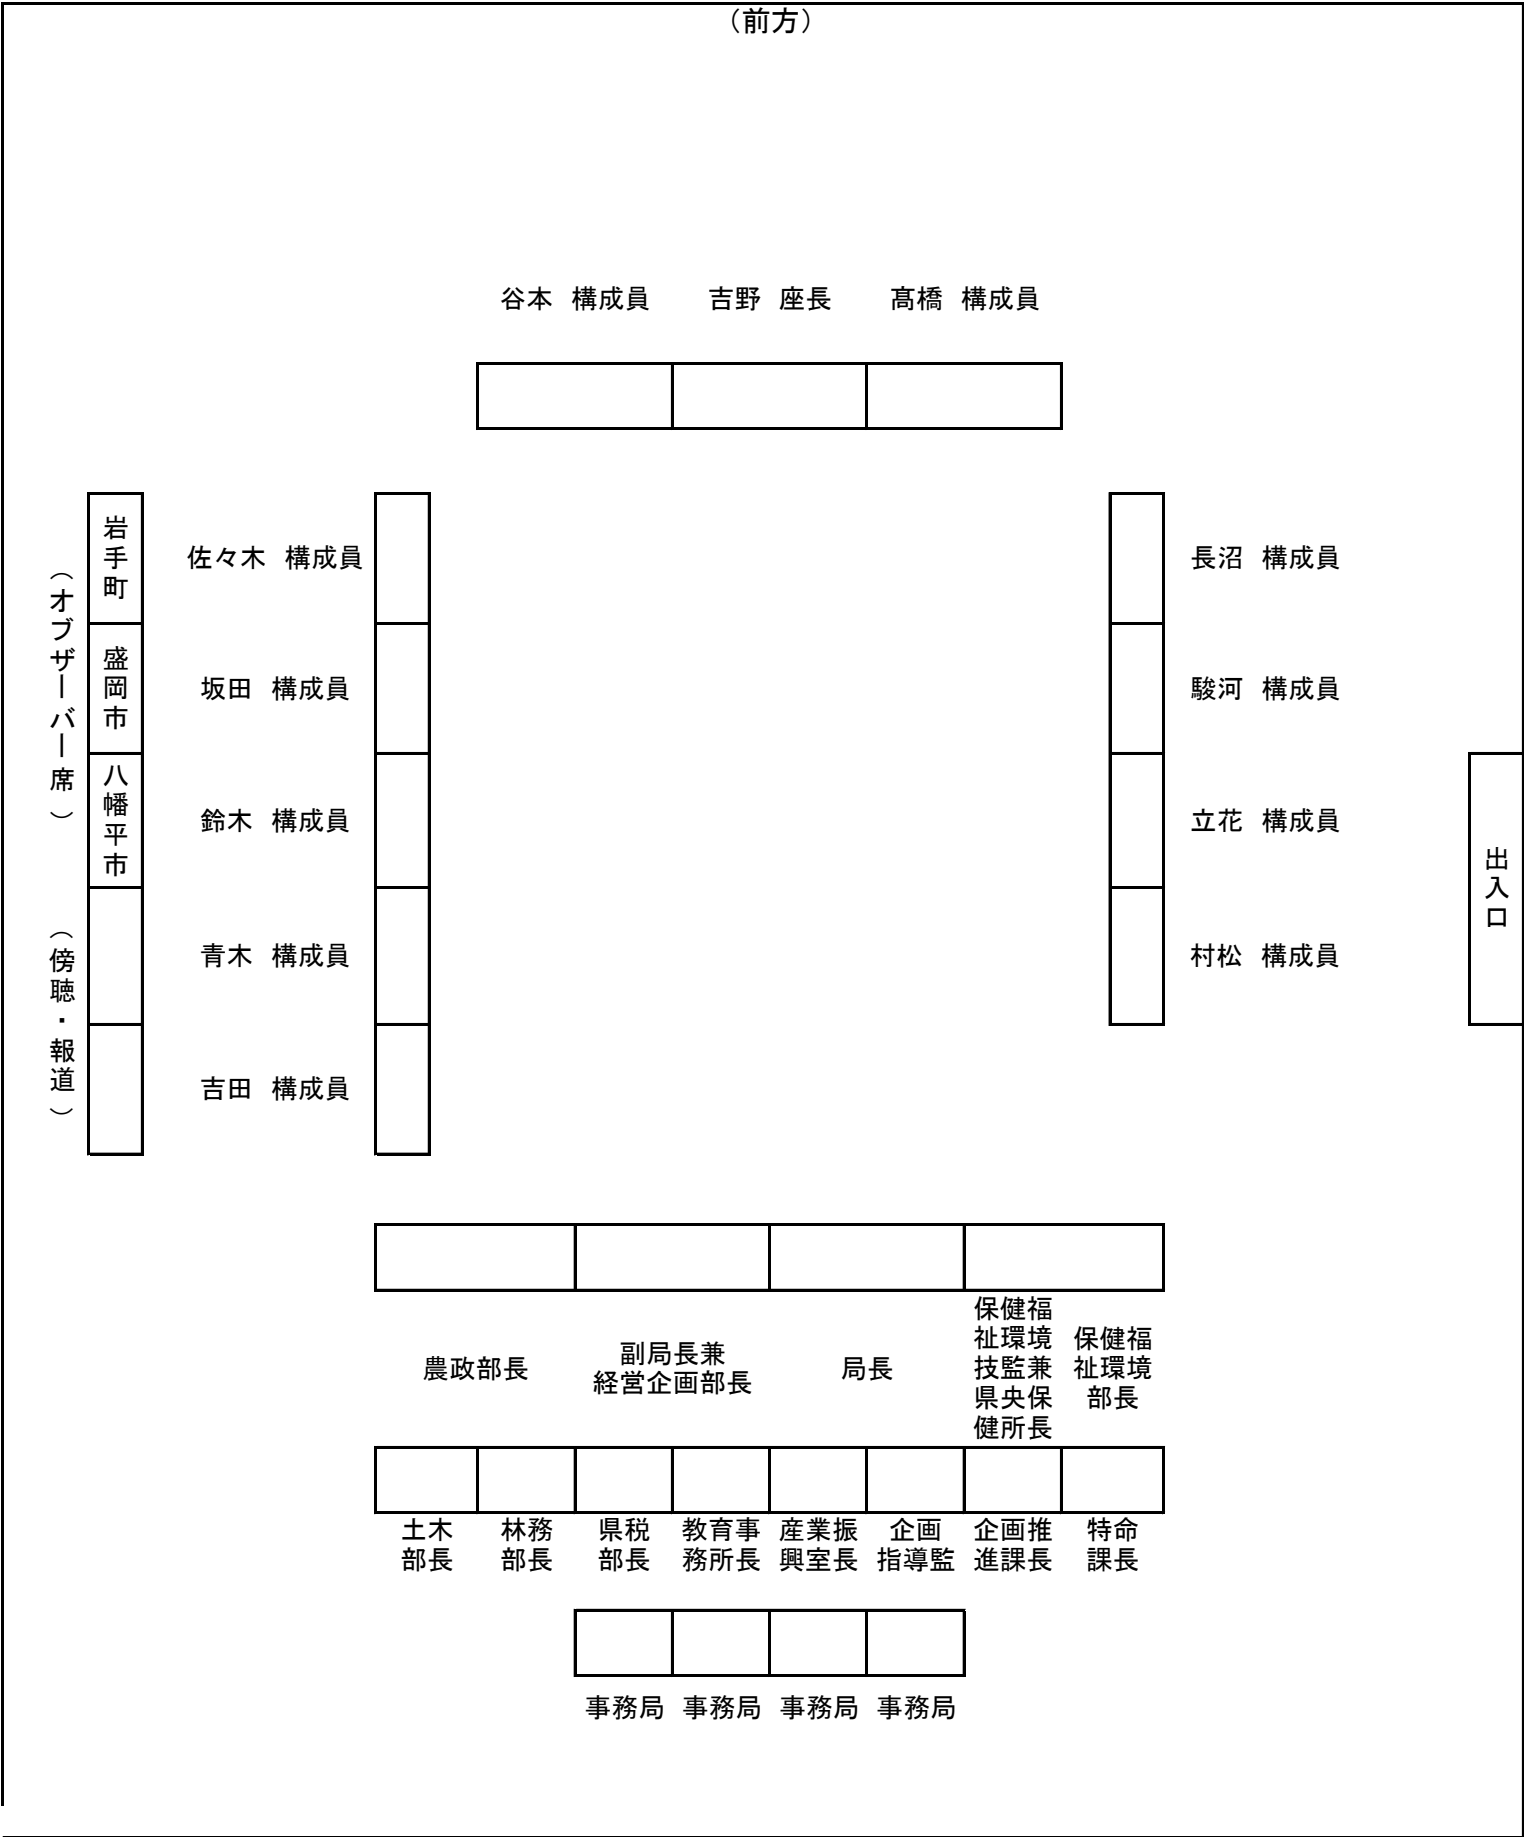 （前方）
谷本　構成員
吉野　座長
髙橋　構成員
（オブザーバー席）
岩手町
盛岡市
八幡平市
（傍聴・報道）
佐々木　構成員
坂田　構成員
鈴木　構成員
青木　構成員
吉田　構成員
長沼　構成員
駿河　構成員
立花　構成員
村松　構成員
出入口
農政部長
副局長兼
経営企画部長
局長
保健福
祉環境
技監兼
県央保
健所長
保健福
祉環境
部長
土木
部長
林務
部長
県税
部長
教育事
務所長
産業振
興室長
企画
指導監
企画推
進課長
特命
課長
事務局
事務局
事務局
事務局